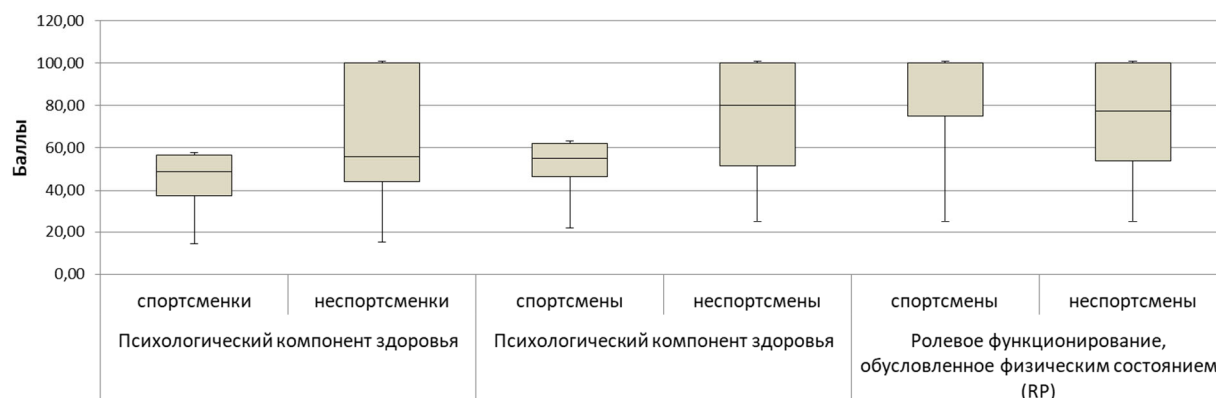 Баллы
120,00
100,00
80,00
60,00
40,00
20,00
0,00
спортсменки
неспортсменки
спортсмены
неспортсмены
спортсмены
неспортсмены
Психологический компонент здоровья
Психологический компонент здоровья
Ролевое функционирование,
обусловленное физическим состоянием
(RP)